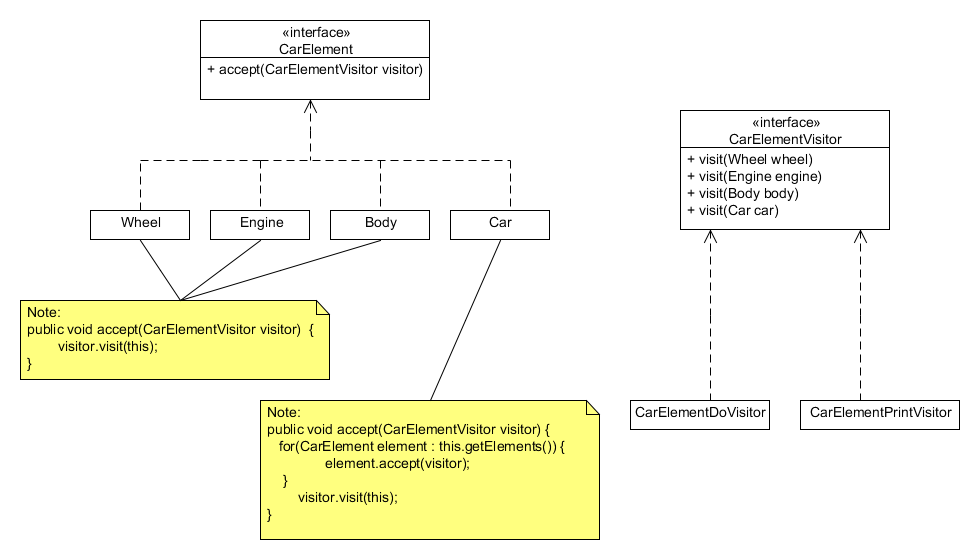 «interface»
CarElement
+ accept(CarElementVisitor visitor)
«interface»
CarElementVisitor
+ visit(Wheel wheel)
+ visit(Engine engine)
+ visit(Body body)
+ visit(Car car)
Wheel
Engine
Body
Car
Note:
public void accept(CarElementVisitor visitor)  {
visitor.visit(this);
}
Note:
public void accept(CarElementVisitor visitor) {
for(CarElement element : this.getElements()) {
element.accept(visitor);
}
visitor.visit(this);
}
CarElementDoVisitor
CarElementPrintVisitor